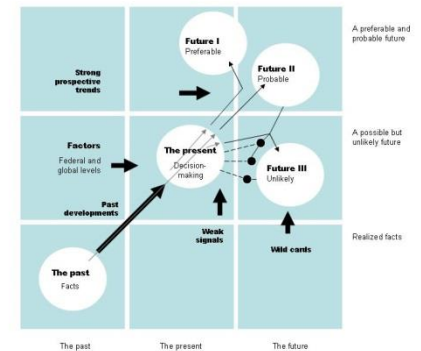 Future I
Preferable
A preferable and
probable future
Future II
Probable
Strong
prospective
trends
Factors
Federal and
global levels
The present
Decision-
making
A possible but
unlikely future
Future III
Unlikely
Past
developments
Weak
signals
Wild cards
Realized facts
The past
Facts
The past
The present
The future